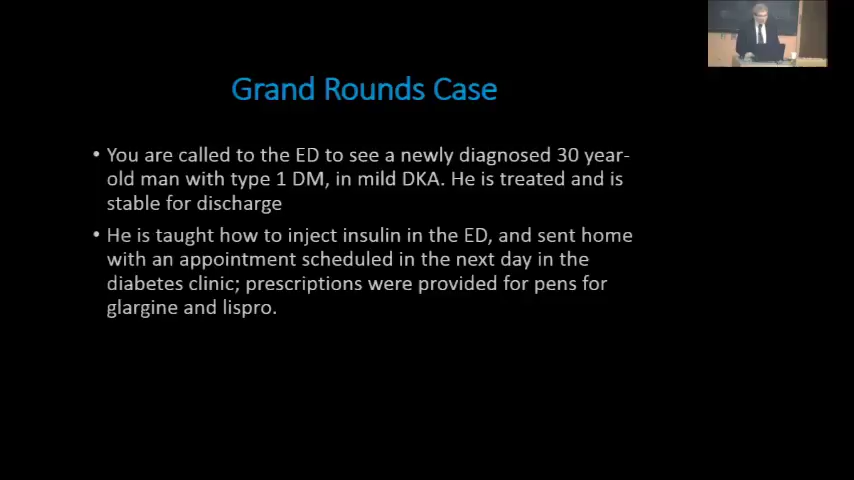 Grand Rounds Case
• You are called to the ED to see a newly diagnosed 30 year-
old man with type 1 DM, in mild DKA. He is treated and is
stable for discharge
• He is taught how to inject insulin in the ED, and sent home
with an appointment scheduled in the next day in the
diabetes clinic; prescriptions were provided for pens for
glargine and lispro.